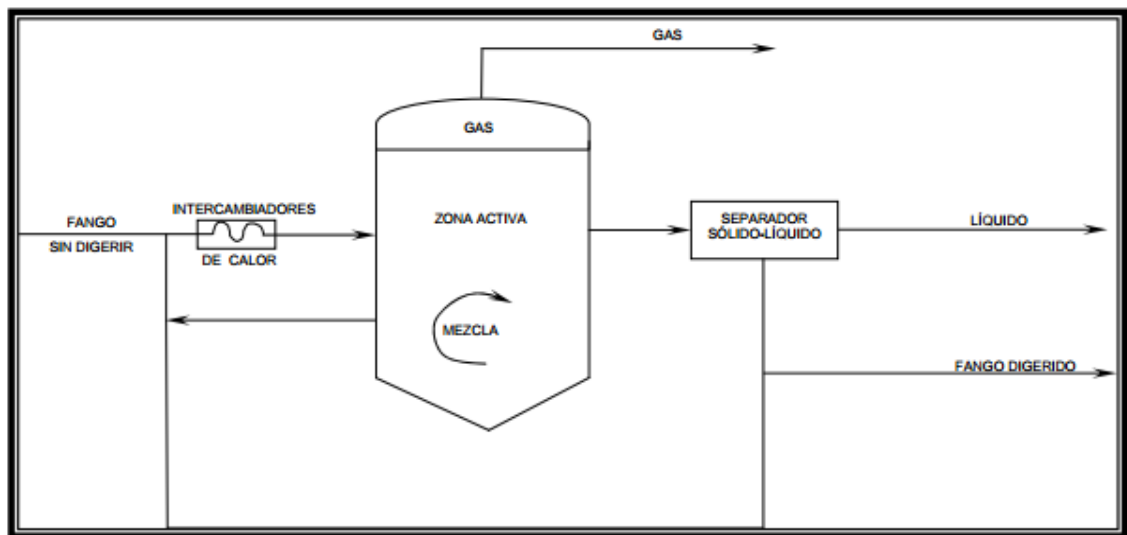 GAS
GAS
FANGO
SIN DIGERIR
INTERCAMBIADORES
DE CALOR
ZONA ACTIVA
SEPARADOR
SÓLIDO-LÍQUIDO
LÍQUIDO
MEZCLA
FANGO DIGERIDO